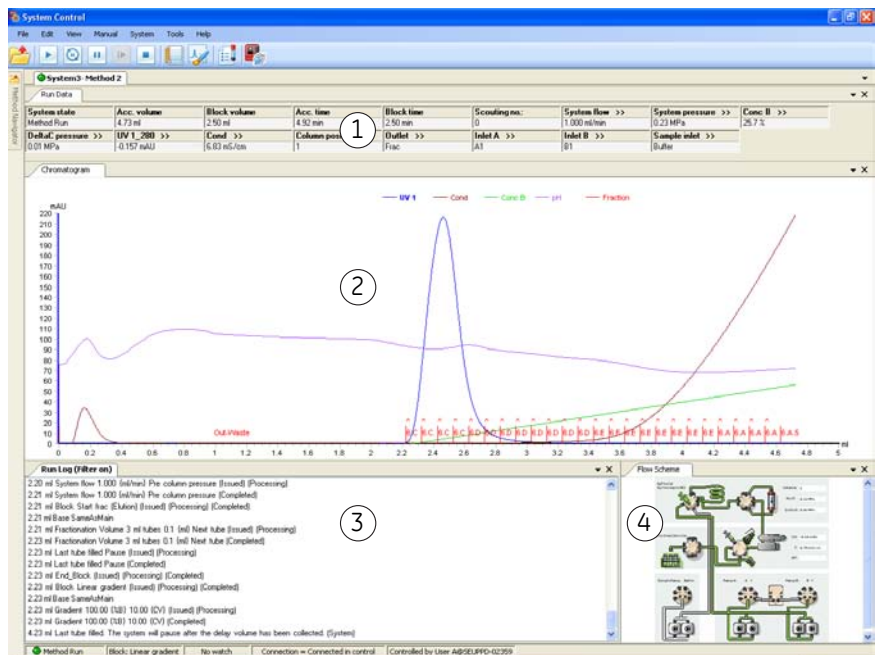 System Control
File Edit View Manual System Tools Help
System3- Method 2
Method Navigator
Run Data
System state Acc. volume Block volume Acc. time Block time Scouting no.: System flow >> System pressure >> Conc B >>
Method Run 4.73 ml 2.50 ml 4.92 min 2.50 min 0 1.000 ml/min 0.23 MPa 25.7 %
DeltaC pressure >> UV 1_280 >> Cond >> Column pos Outlet >> Inlet A >> Inlet B >> Sample inlet >>
0.01 MPa -0.157 mAU 6.83 mS/cm 1 Frac A1 B1 Buffer
1
Chromatogram
UV 1 Cond Conc B pH Fraction
mAU
220
210
200
190
180
170
160
150
140
130
120
110
100
90
80
70
60
50
40
30
20
10
0
2
Out-Waste
0 0.2 0.4 0.6 0.8 1 1.2 1.4 1.6 1.8 2 2.2 2.4 2.6 2.8 3 3.2 3.4 3.6 3.8 4 4.2 4.4 4.6 4.8 5 ml
Run Log (Filter on)
2.20 ml System flow 1.000 {ml/min} Pre column pressure (Issued) (Processing)
2.21 ml System flow 1.000 {ml/min} Pre column pressure (Completed)
2.21 ml Block Start frac (Elution) (Issued) (Processing)
2.21 ml Base SameAsMain
2.21 ml Fractionation Volume 3 ml tubes 0.1 {ml} Next tube (Issued) (Processing)
2.23 ml Fractionation Volume 3 ml tubes 0.1 {ml} Next tube (Completed)
2.23 ml Last tube filled Pause (Issued) (Processing)
2.23 ml Last tube filled Pause (Completed)
2.23 ml End_Block (Issued) (Processing) (Completed)
2.23 ml Block Linear gradient (Issued) (Processing) (Completed)
2.23 ml Base SameAsMain
2.23 ml Gradient 100.00 {%B} 10.00 {CV} (Issued) (Processing)
2.23 ml Gradient 100.00 {%B} 10.00 {CV} (Completed)
4.23 ml Last tube filled. The system will pause after the delay volume has been collected. (System)
3
Flow Scheme
4
Method Run Block: Linear gradient No watch Connection = Connected in control Controlled by User A@SEUPPD-02359